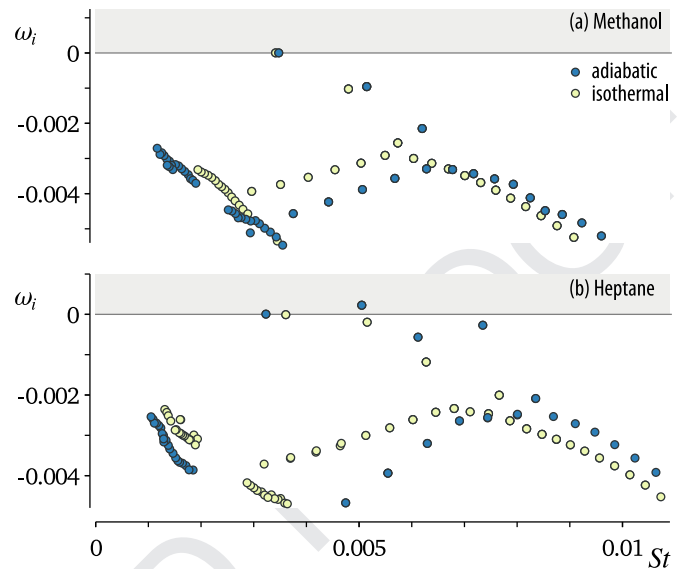 ωi
(a) Methanol
0
adiabatic
isothermal
-0.002
-0.004
ωi
(b) Heptane
0
-0.002
-0.004
0
0.005
0.01
St